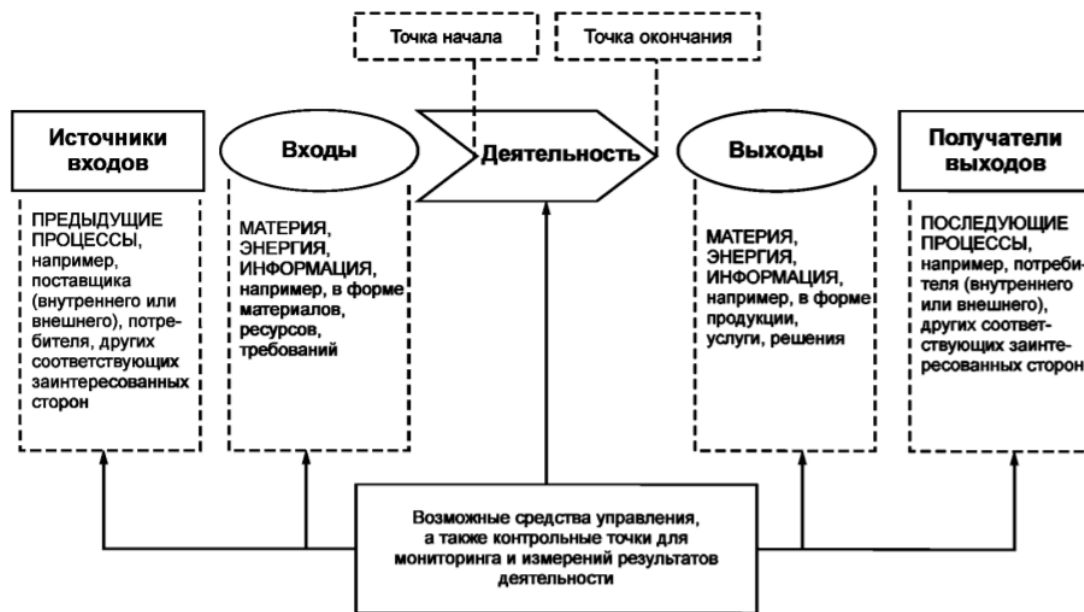 Точка начала
Точка окончания
Источники
входов
Входы
Деятельность
Выходы
Получатели
выходов
ПРЕДЫДУЩИЕ
ПРОЦЕССЫ,
например,
поставщика
(внутреннего или
внешнего), потре-
бителя, других
соответствующих
заинтересованных
сторон
МАТЕРИЯ,
ЭНЕРГИЯ,
ИНФОРМАЦИЯ,
например, в форме
материалов,
ресурсов,
требований
МАТЕРИЯ,
ЭНЕРГИЯ,
ИНФОРМАЦИЯ,
например, в форме
продукции,
услуги, решения
ПОСЛЕДУЮЩИЕ
ПРОЦЕССЫ,
например, потреби-
теля (внутреннего
или внешнего),
других соответ-
ствующих заинте-
ресованных сторон
Возможные средства управления,
а также контрольные точки для
мониторинга и измерений результатов
деятельности